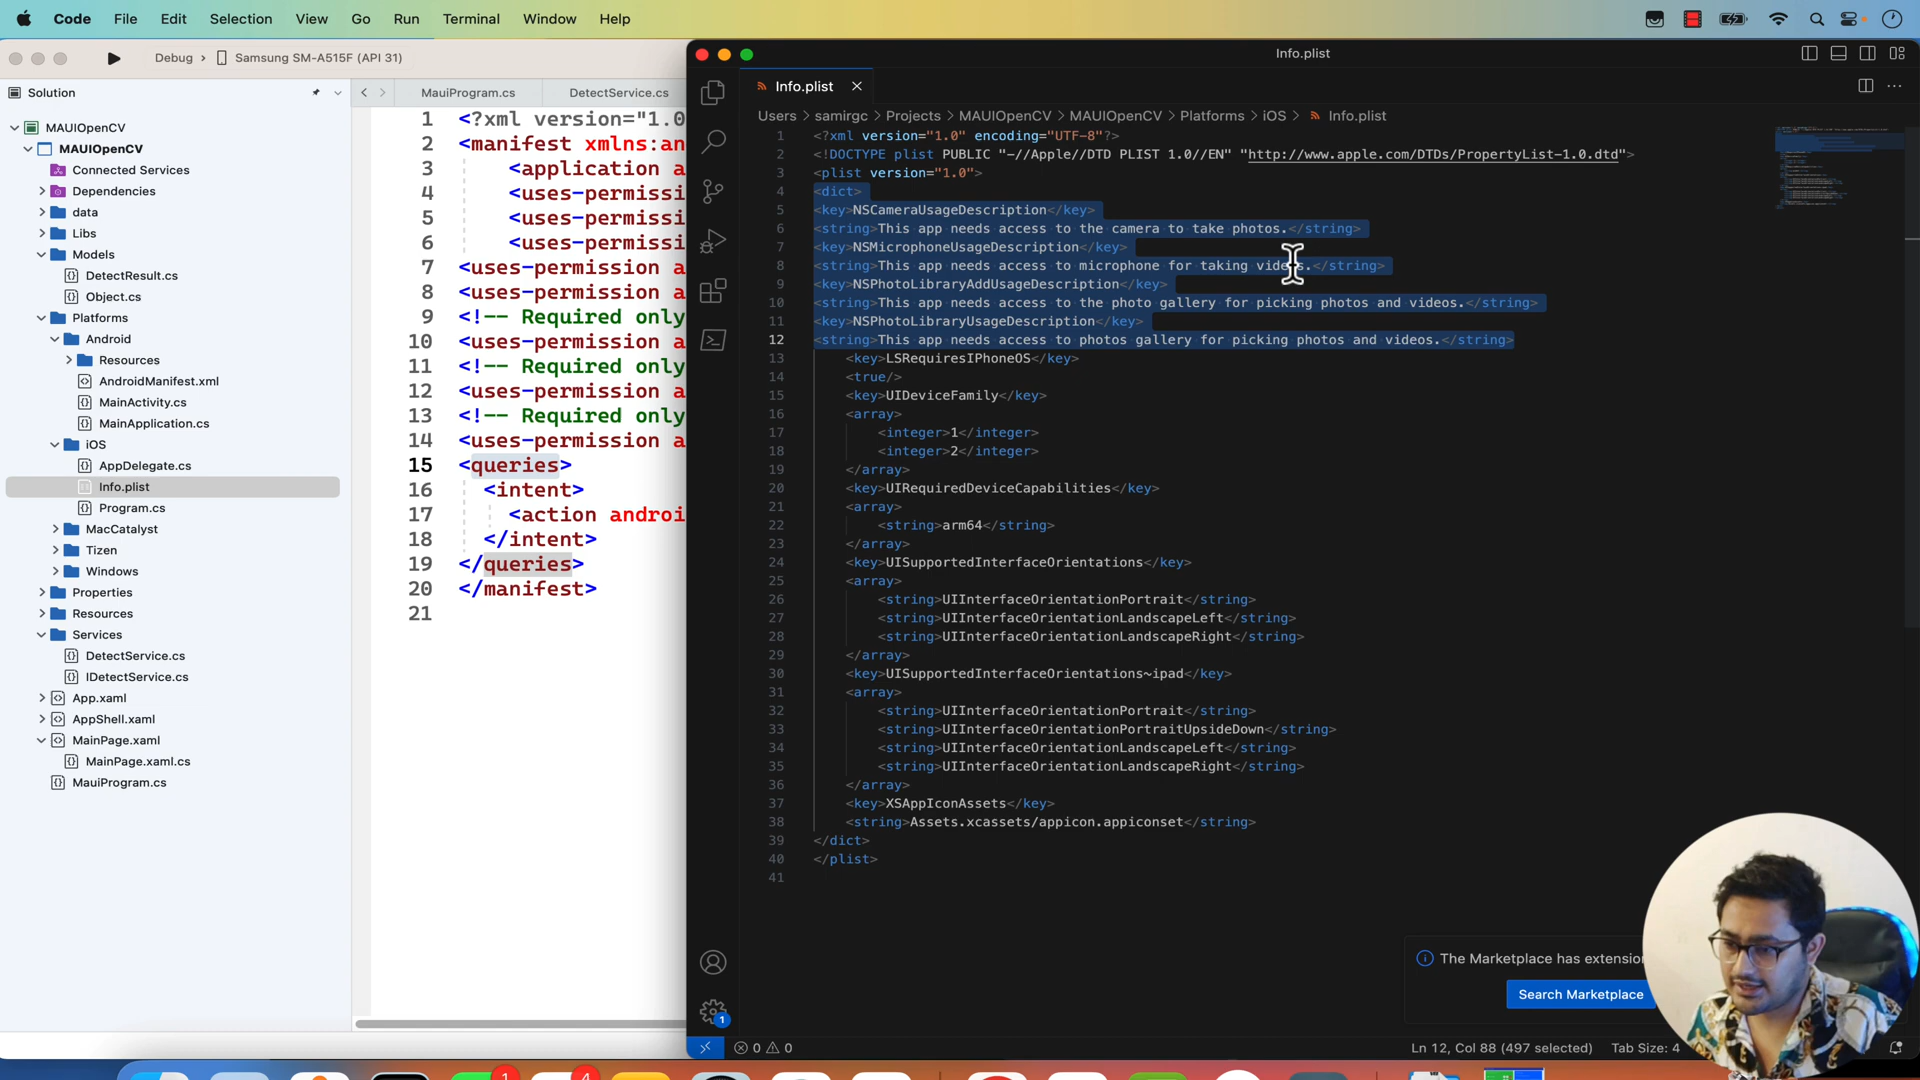 Code File Edit Selection View Go Run Terminal Window Help
Debug › Samsung SM-A515F (API 31)
Solution
MAUIOpenCV
MAUIOpenCV
Connected Services
Dependencies
data
Libs
Models
DetectResult.cs
Object.cs
Platforms
Android
Resources
AndroidManifest.xml
MainActivity.cs
MainApplication.cs
iOS
AppDelegate.cs
Info.plist
Program.cs
MacCatalyst
Tizen
Windows
Properties
Resources
Services
DetectService.cs
IDetectService.cs
App.xaml
AppShell.xaml
MainPage.xaml
MainPage.xaml.cs
MauiProgram.cs
MauiProgram.cs DetectService.cs
1 <?xml version="1.0
2 <manifest xmlns:an
3 <application a
4 <uses-permissi
5 <uses-permissi
6 <uses-permissi
7 <uses-permission a
8 <uses-permission a
9 <!-- Required only
10 <uses-permission a
11 <!-- Required only
12 <uses-permission a
13 <!-- Required only
14 <uses-permission a
15 <queries>
16 <intent>
17 <action androi
18 </intent>
19 </queries>
20 </manifest>
21
Info.plist
Info.plist
Users > samirgc > Projects > MAUIOpenCV > MAUIOpenCV > Platforms > iOS > Info.plist
1 <?xml version="1.0" encoding="UTF-8"?>
2 <!DOCTYPE plist PUBLIC "-//Apple//DTD PLIST 1.0//EN" "http://www.apple.com/DTDs/PropertyList-1.0.dtd">
3 <plist version="1.0">
4 <dict>
5 <key>NSCameraUsageDescription</key>
6 <string>This app needs access to the camera to take photos.</string>
7 <key>NSMicrophoneUsageDescription</key>
8 <string>This app needs access to microphone for taking videos.</string>
9 <key>NSPhotoLibraryAddUsageDescription</key>
10 <string>This app needs access to the photo gallery for picking photos and videos.</string>
11 <key>NSPhotoLibraryUsageDescription</key>
12 <string>This app needs access to photos gallery for picking photos and videos.</string>
13 <key>LSRequiresIPhoneOS</key>
14 <true/>
15 <key>UIDeviceFamily</key>
16 <array>
17 <integer>1</integer>
18 <integer>2</integer>
19 </array>
20 <key>UIRequiredDeviceCapabilities</key>
21 <array>
22 <string>arm64</string>
23 </array>
24 <key>UISupportedInterfaceOrientations</key>
25 <array>
26 <string>UIInterfaceOrientationPortrait</string>
27 <string>UIInterfaceOrientationLandscapeLeft</string>
28 <string>UIInterfaceOrientationLandscapeRight</string>
29 </array>
30 <key>UISupportedInterfaceOrientations~ipad</key>
31 <array>
32 <string>UIInterfaceOrientationPortrait</string>
33 <string>UIInterfaceOrientationPortraitUpsideDown</string>
34 <string>UIInterfaceOrientationLandscapeLeft</string>
35 <string>UIInterfaceOrientationLandscapeRight</string>
36 </array>
37 <key>XSAppIconAssets</key>
38 <string>Assets.xcassets/appicon.appiconset</string>
39 </dict>
40 </plist>
41
The Marketplace has extension
Search Marketplace
1
0 0
Ln 12, Col 88 (497 selected) Tab Size: 4
1 4